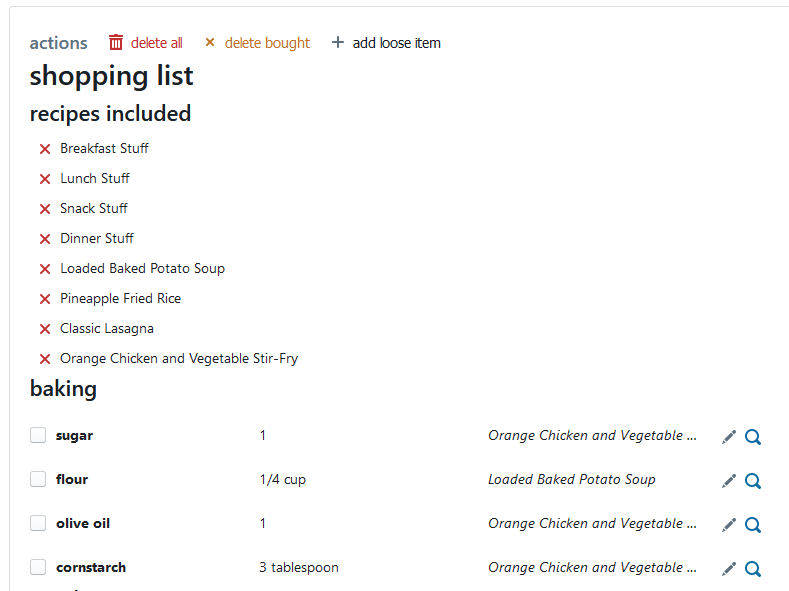 actions delete all delete bought add loose item
shopping list
recipes included
Breakfast Stuff
Lunch Stuff
Snack Stuff
Dinner Stuff
Loaded Baked Potato Soup
Pineapple Fried Rice
Classic Lasagna
Orange Chicken and Vegetable Stir-Fry
baking
sugar 1 Orange Chicken and Vegetable ...
flour 1/4 cup Loaded Baked Potato Soup
olive oil 1 Orange Chicken and Vegetable ...
cornstarch 3 tablespoon Orange Chicken and Vegetable ...